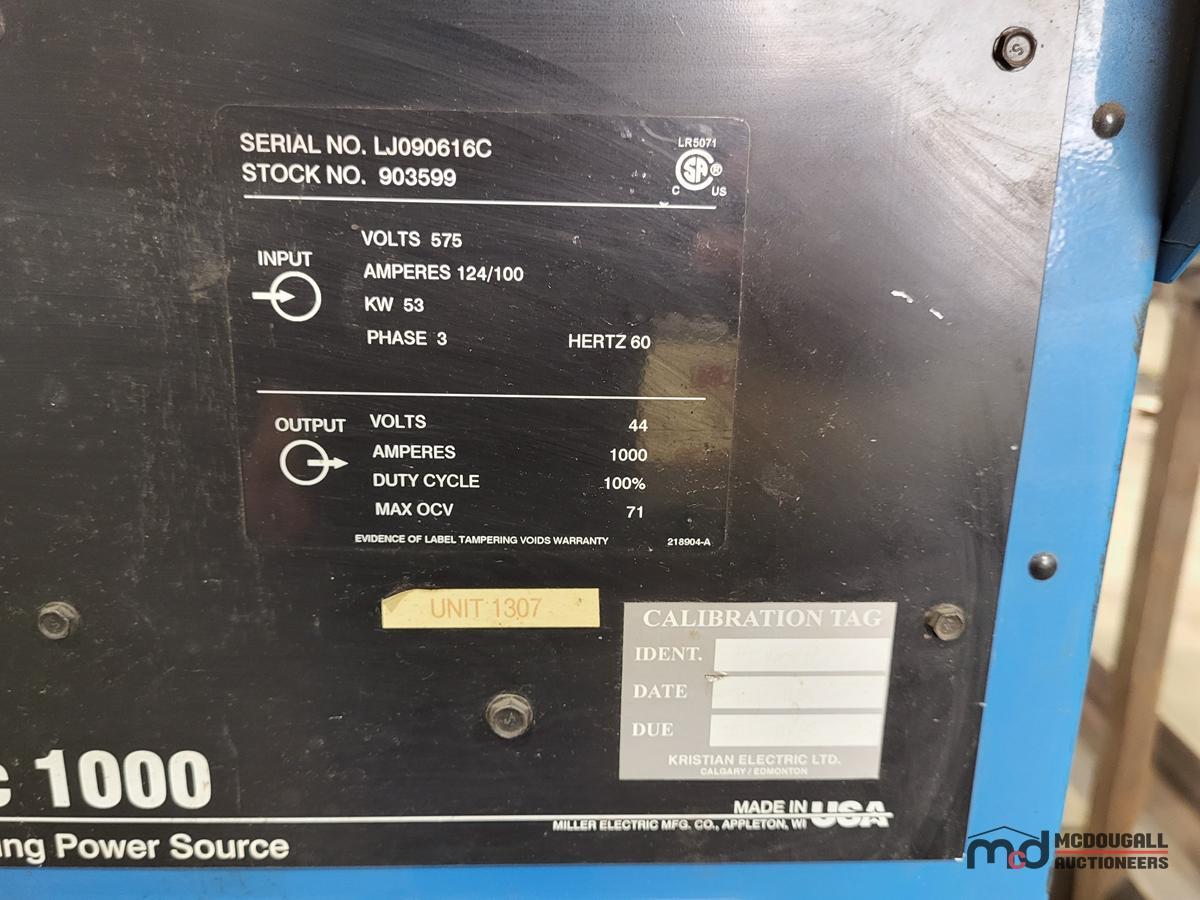 SERIAL NO. LJ090616C
STOCK NO. 903599
LR5071
SA ®
C US
INPUT
VOLTS 575
AMPERES 124/100
KW 53
PHASE 3 HERTZ 60
OUTPUT
VOLTS 44
AMPERES 1000
DUTY CYCLE 100%
MAX OCV 71
EVIDENCE OF LABEL TAMPERING VOIDS WARRANTY 218904-A
UNIT 1307
CALIBRATION TAG
IDENT.
DATE
DUE
KRISTIAN ELECTRIC LTD.
CALGARY / EDMONTON
c 1000
ing Power Source
MADE IN USA
MILLER ELECTRIC MFG. CO., APPLETON, WI
mcd MCDOUGALL
AUCTIONEERS